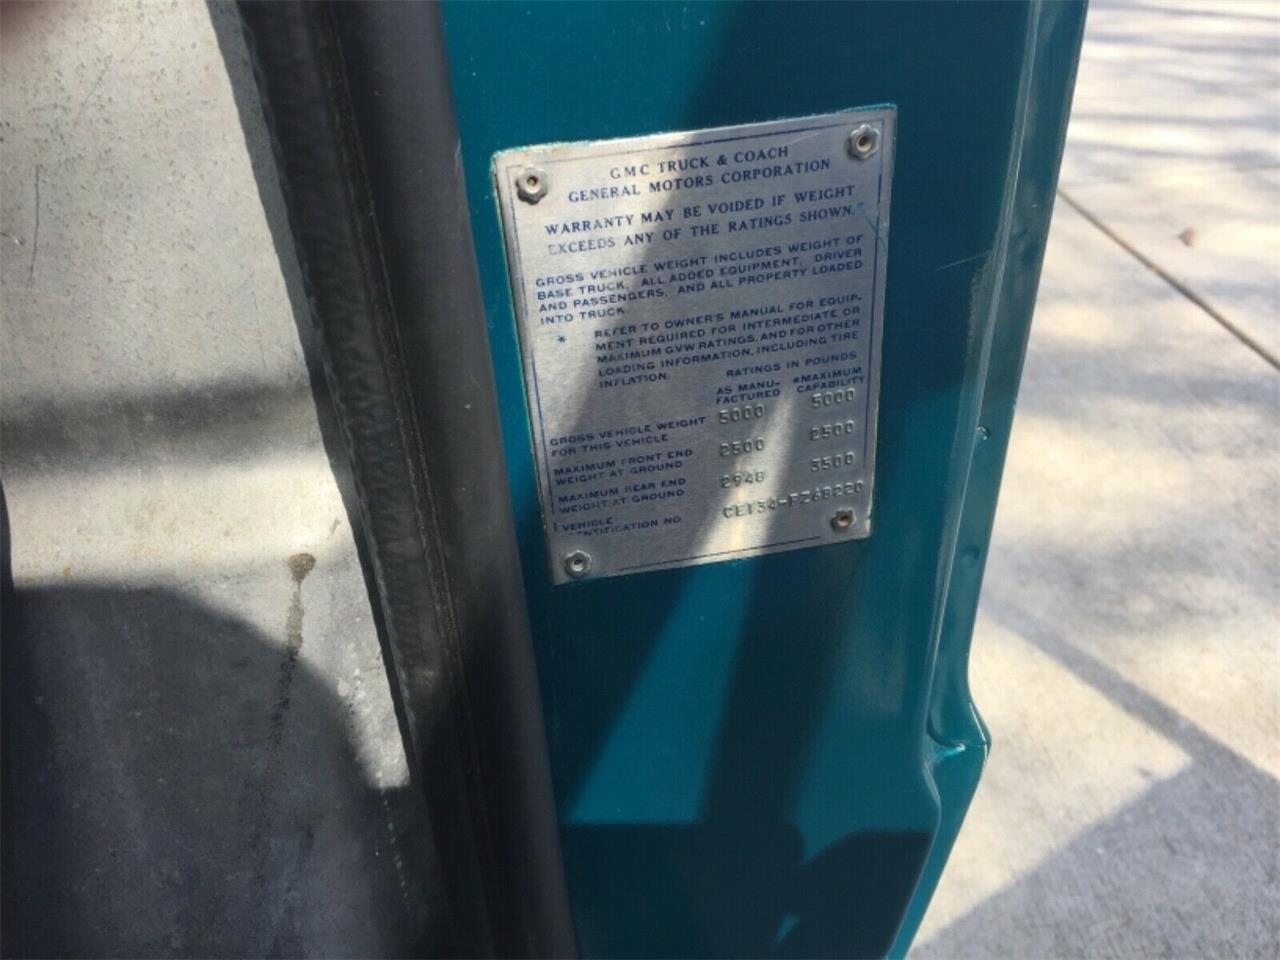 GMC TRUCK & COACH
GENERAL MOTORS CORPORATION
WARRANTY MAY BE VOIDED IF WEIGHT
EXCEEDS ANY OF THE RATINGS SHOWN.*
GROSS VEHICLE WEIGHT INCLUDES WEIGHT OF
BASE TRUCK, ALL ADDED EQUIPMENT, DRIVER
AND PASSENGERS, AND ALL PROPERTY LOADED
INTO TRUCK.
* REFER TO OWNER'S MANUAL FOR EQUIP-
MENT REQUIRED FOR INTERMEDIATE OR
MAXIMUM GVW RATINGS, AND FOR OTHER
LOADING INFORMATION, INCLUDING TIRE
INFLATION.
RATINGS IN POUNDS
AS MANU-
FACTURED
*MAXIMUM
CAPABILITY
GROSS VEHICLE WEIGHT
FOR THIS VEHICLE
5000 5000
MAXIMUM FRONT END
WEIGHT AT GROUND
2500 2500
MAXIMUM REAR END
WEIGHT AT GROUND
2948 3500
VEHICLE
IDENTIFICATION NO.
CE134-FZ68220